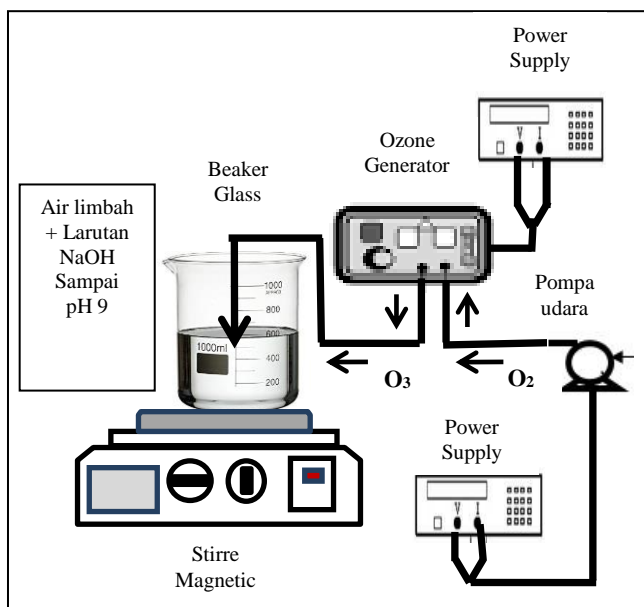 Power
Supply
Ozone
Generator
Beaker
Glass
Air limbah
+ Larutan
NaOH
Sampai
pH 9
1000
800
600
1000ml
400
200
V
I
Pompa
udara
O₃
O₂
Power
Supply
V
I
Stirre
Magnetic